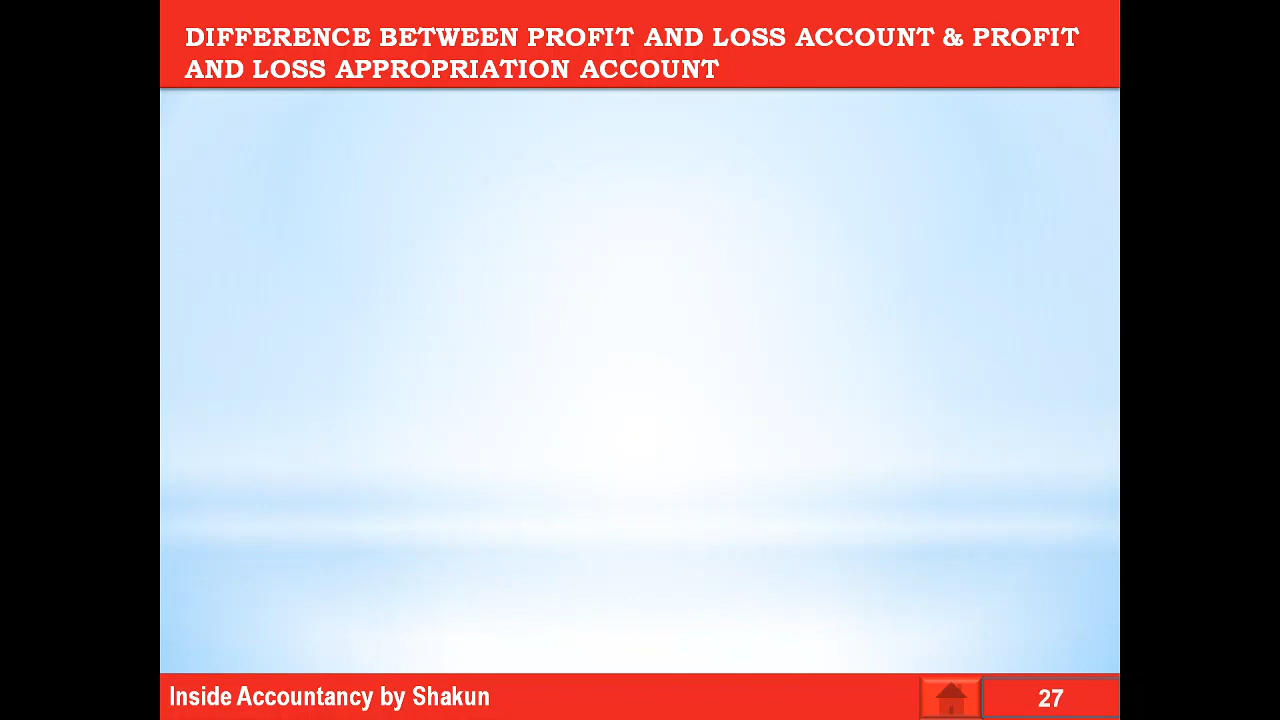 DIFFERENCE BETWEEN PROFIT AND LOSS ACCOUNT & PROFIT
AND LOSS APPROPRIATION ACCOUNT
Inside Accountancy by Shakun
27